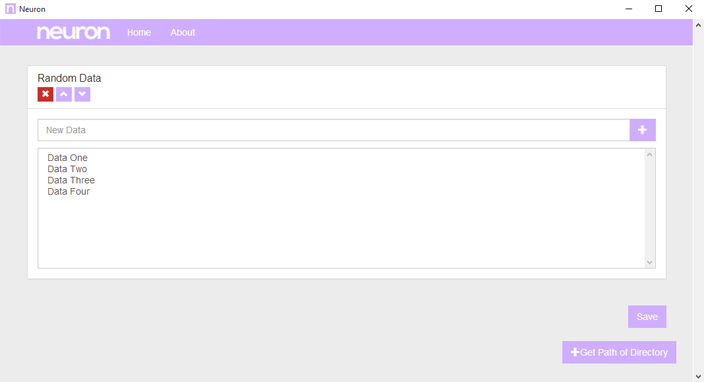 Neuron
neuron Home About
Random Data
New Data
Data One
Data Two
Data Three
Data Four
Save
Get Path of Directory